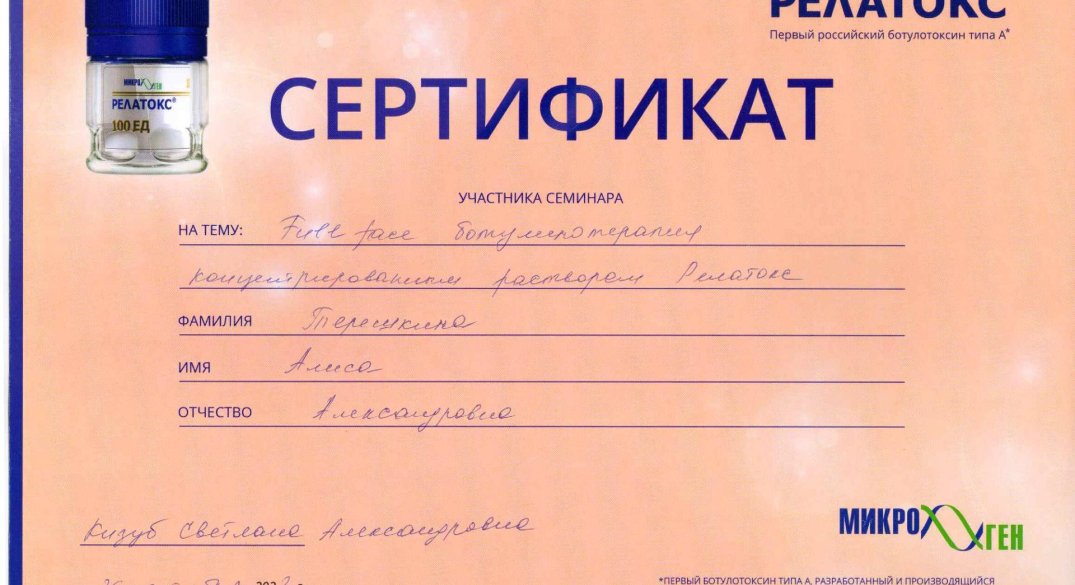 РЕЛАТОКС
Первый российский ботулотоксин типа А*
МИКРОГЕН
РЕЛАТОКС®
100 ЕД
СЕРТИФИКАТ
УЧАСТНИКА СЕМИНАРА
НА ТЕМУ: Full face ботулинотерапия
концентрированным раствором Релатокс
ФАМИЛИЯ Терешкина
ИМЯ Алиса
ОТЧЕСТВО Александровна
Кизуб Светлана Александровна
МИКРОГЕН
*ПЕРВЫЙ БОТУЛОТОКСИН ТИПА А, РАЗРАБОТАННЫЙ И ПРОИЗВОДЯЩИЙСЯ